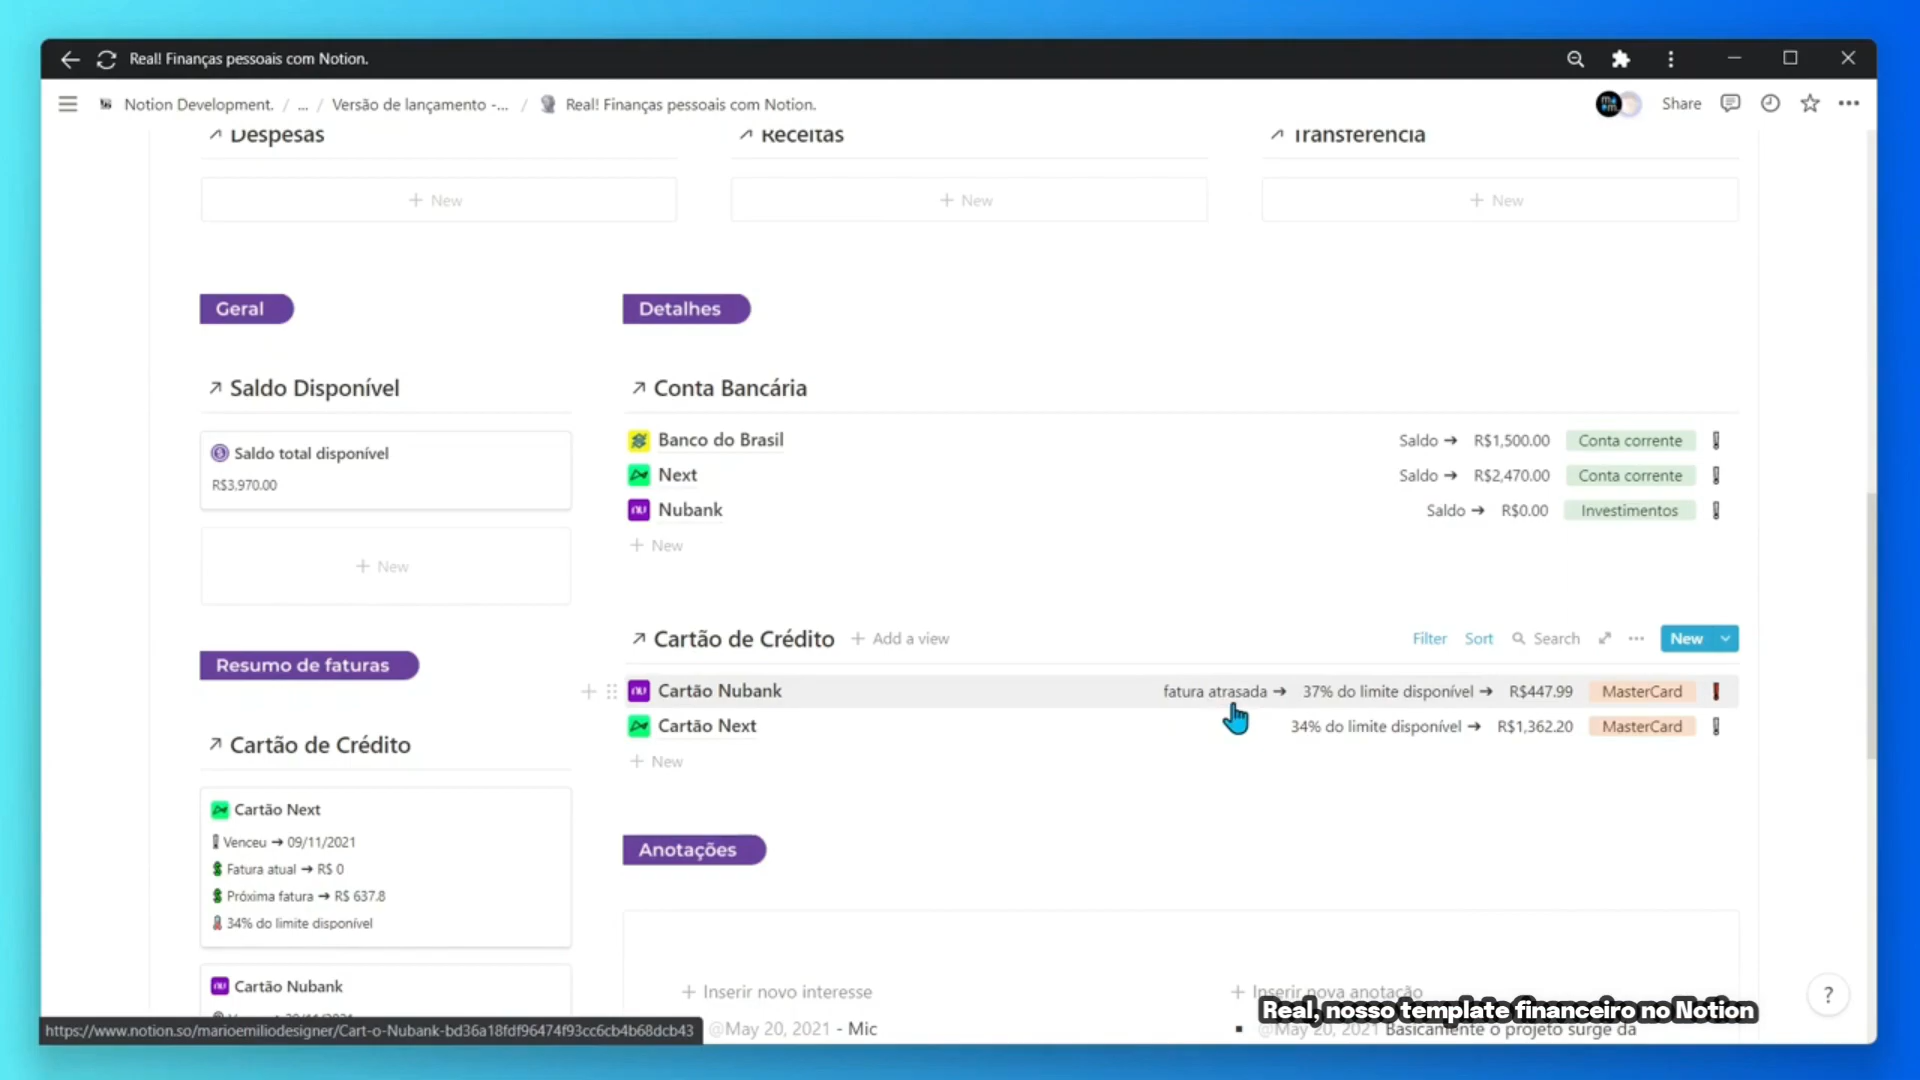 Real! Finanças pessoais com Notion.
Notion Development. / ... / Versão de lançamento -... / Real! Finanças pessoais com Notion.
Share
Despesas
Receitas
Transferência
+ New
+ New
+ New
Geral
Detalhes
Saldo Disponível
Saldo total disponível
R$3,970.00
+ New
Conta Bancária
Banco do Brasil Saldo → R$1,500.00 Conta corrente
Next Saldo → R$2,470.00 Conta corrente
Nubank Saldo → R$0.00 Investimentos
+ New
Cartão de Crédito + Add a view Filter Sort Search ... New
Cartão Nubank fatura atrasada → 37% do limite disponível → R$447.99 MasterCard
Cartão Next 34% do limite disponível → R$1,362.20 MasterCard
+ New
Resumo de faturas
Cartão de Crédito
Cartão Next
Venceu → 09/11/2021
Fatura atual → R$ 0
Próxima fatura → R$ 637.8
34% do limite disponível
Cartão Nubank
Anotações
+ Inserir novo interesse
@May 20, 2021 - Mic
+ Inserir nova anotação
@May 20, 2021 Basicamente o projeto surge da
Real, nosso template financeiro no Notion
?
https://www.notion.so/marioemiliodesigner/Cart-o-Nubank-bd36a18fdf96474f93cc6cb4b68dcb43